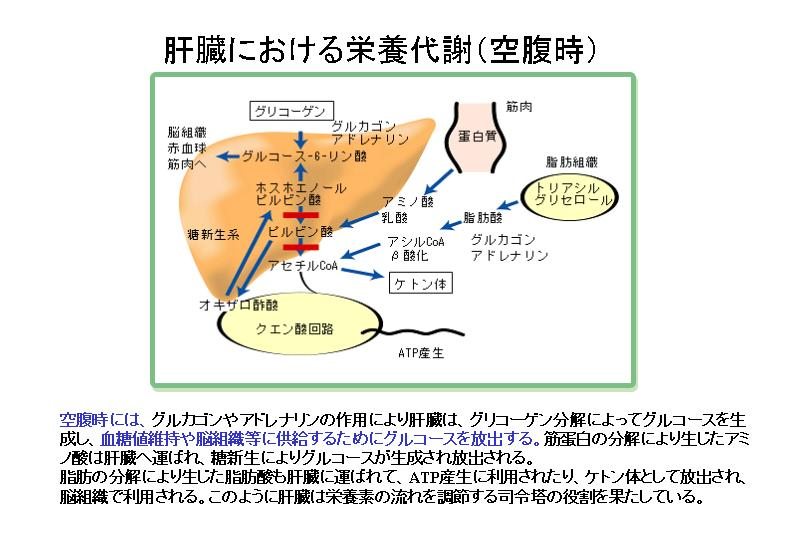 肝臓における栄養代謝(空腹時)
グリコーゲン
筋肉
グルカゴン
アドレナリン
蛋白質
脳組織
赤血球
筋肉へ
グルコース-6-リン酸
脂肪組織
ホスホエノール
ピルビン酸
トリアシル
グリセロール
アミノ酸
乳酸
脂肪酸
糖新生系
ピルビン酸
アシルCoA
β酸化
グルカゴン
アドレナリン
アセチルCoA
ケトン体
オキザロ酢酸
クエン酸回路
ATP産生
空腹時には、グルカゴンやアドレナリンの作用により肝臓は、グリコーゲン分解によってグルコースを生
成し、血糖値維持や脳組織等に供給するためにグルコースを放出する。筋蛋白の分解により生じたアミ
ノ酸は肝臓へ運ばれ、糖新生によりグルコースが生成され放出される。
脂肪の分解により生じた脂肪酸も肝臓に運ばれて、ATP産生に利用されたり、ケトン体として放出され、
脳組織で利用される。このように肝臓は栄養素の流れを調節する司令塔の役割を果たしている。